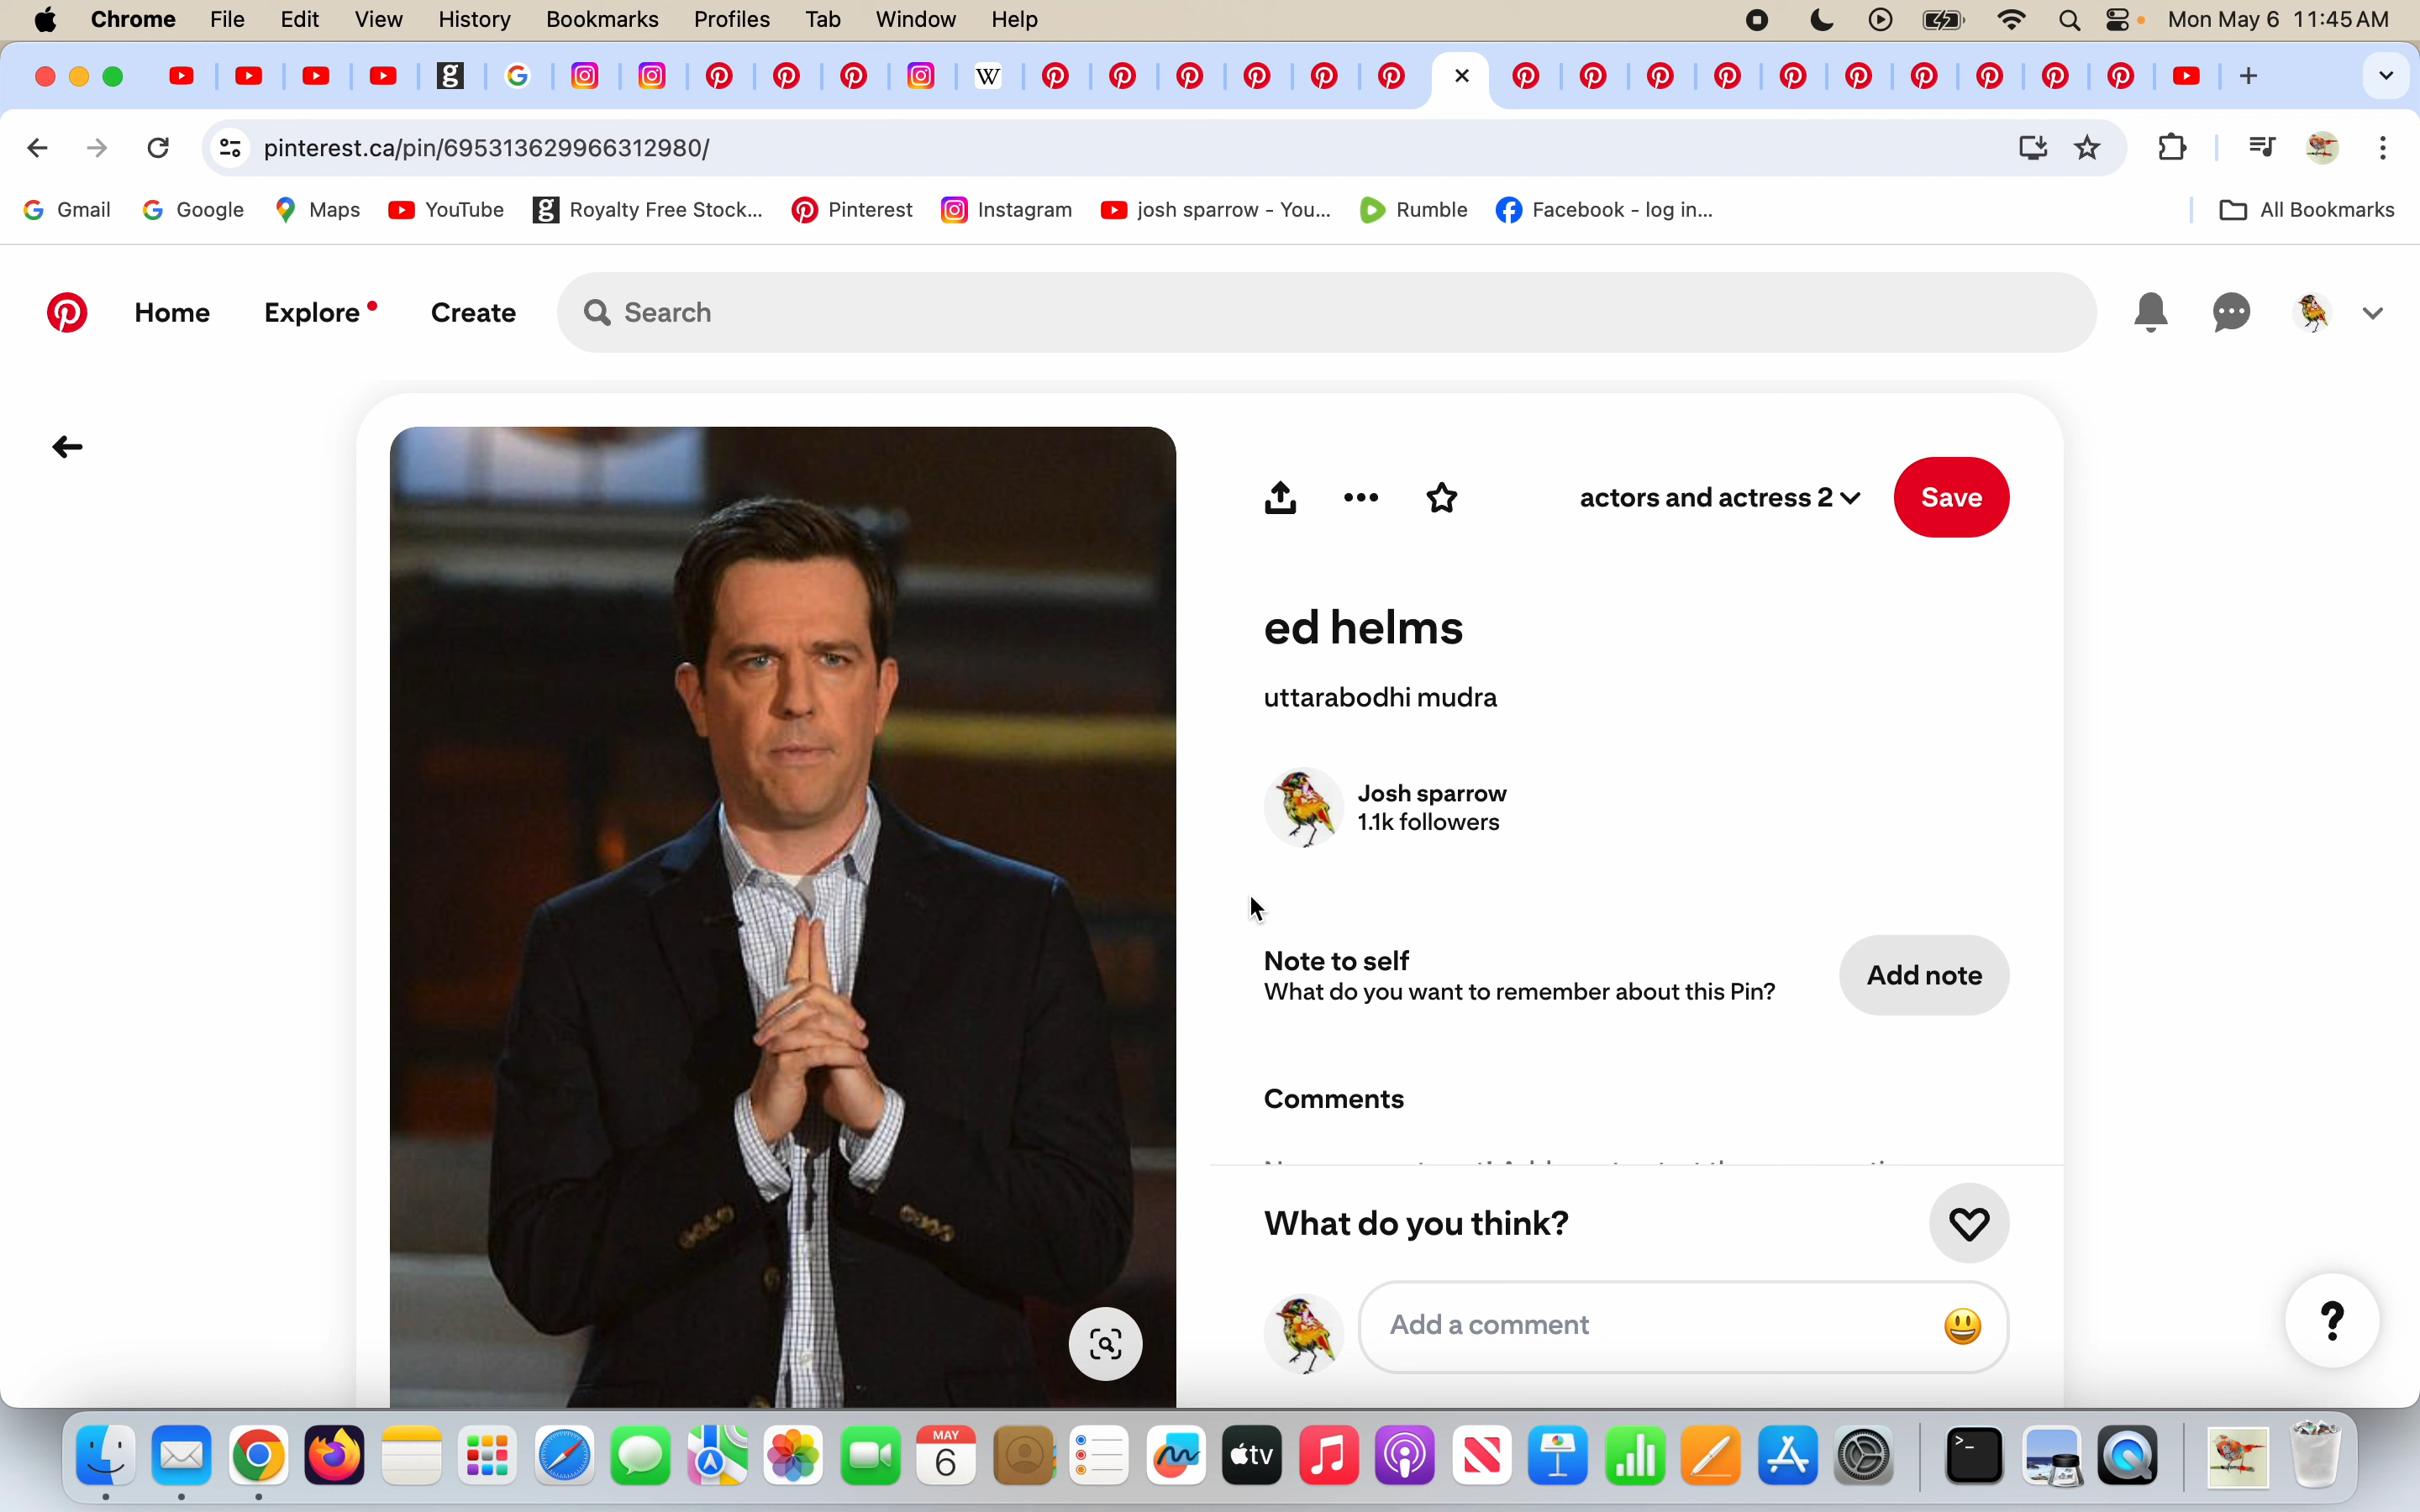 Chrome File Edit View History Bookmarks Profiles Tab Window Help Mon May 6 11:45 AM
pinterest.ca/pin/695313629966312980/
Gmail Google Maps YouTube Royalty Free Stock... Pinterest Instagram josh sparrow - You... Rumble Facebook - log in... All Bookmarks
Home Explore Create Search
actors and actress 2 Save
ed helms
uttarabodhi mudra
Josh sparrow
1.1k followers
Note to self
What do you want to remember about this Pin?
Add note
Comments
What do you think?
Add a comment
?
MAY
6
tv